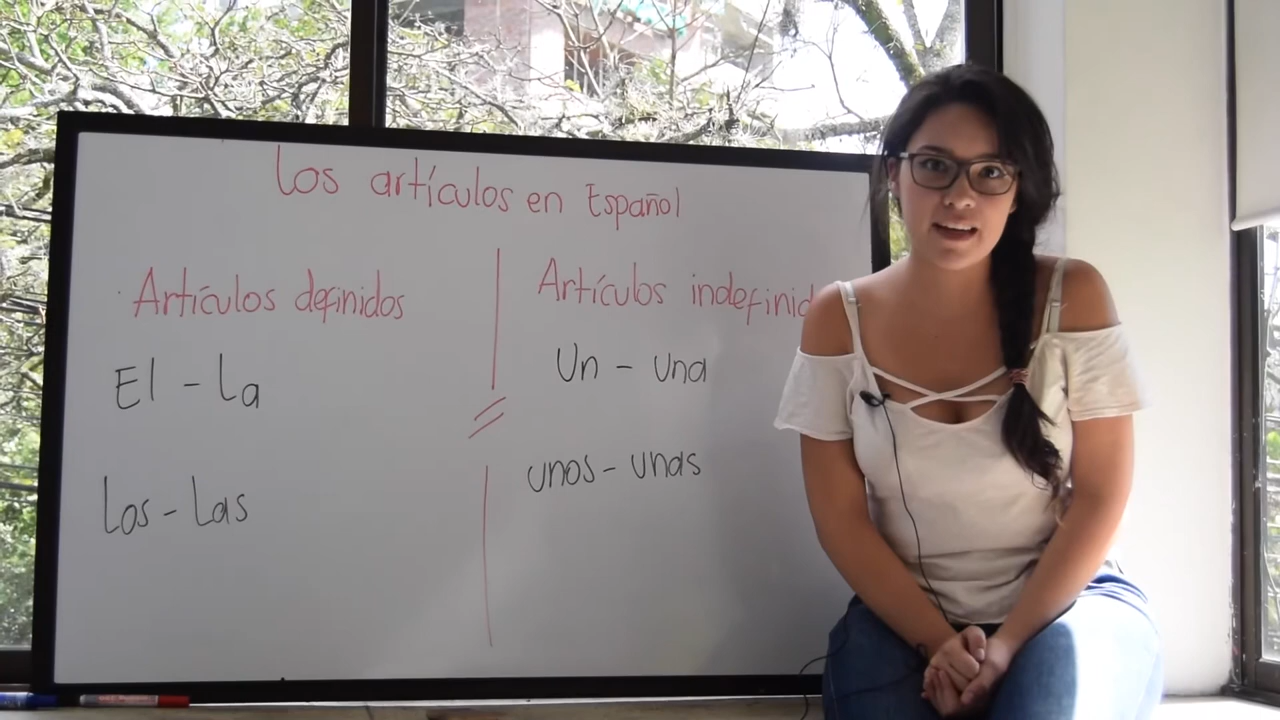 Los artículos en Español
Artículos definidos
El - La
Los - Las
Artículos indefinid
Un - Una
unos - unas